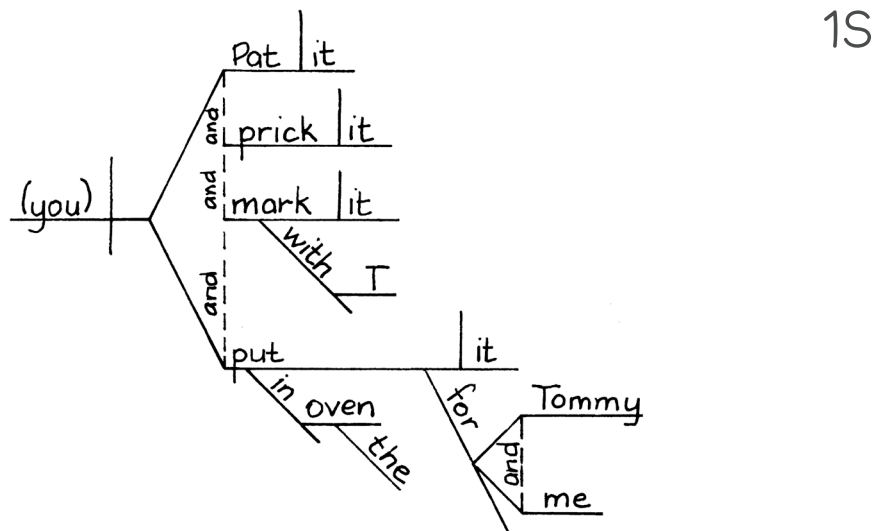 1S
Pat it
and
prick it
and
(you) mark it
with
T
and
put it
in
oven
the
for
Tommy
and
me